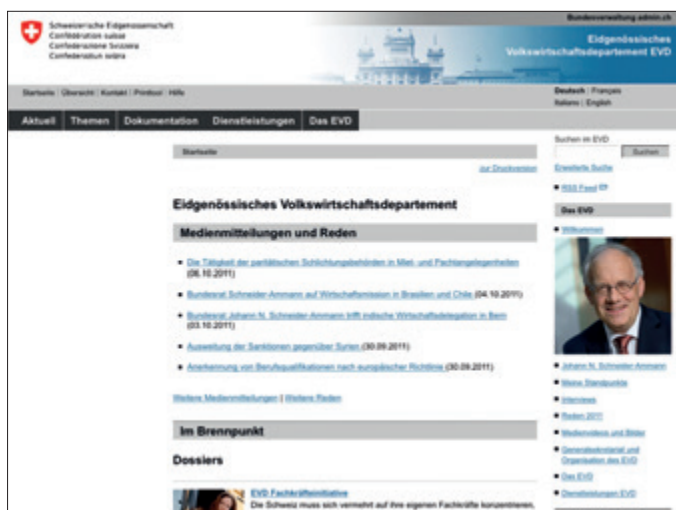 Schweizerische Eidgenossenschaft
Confédération suisse
Confederazione Svizzera
Confederaziun svizra
Bundesverwaltung admin.ch
Eidgenössisches
Volkswirtschaftsdepartement EVD
Startseite | Übersicht | Kontakt | Printtool | Hilfe
Deutsch | Français
Italiano | English
Aktuell
Themen
Dokumentation
Dienstleistungen
Das EVD
Startseite
zur Druckversion
Eidgenössisches Volkswirtschaftsdepartement
Medienmitteilungen und Reden
Die Tätigkeit der paritätischen Schlichtungsbehörden in Miet- und Pachtangelegenheiten
(06.10.2011)
Bundesrat Schneider-Ammann auf Wirtschaftsmission in Brasilien und Chile (04.10.2011)
Bundesrat Johann N. Schneider-Ammann trifft indische Wirtschaftsdelegation in Bern
(03.10.2011)
Ausweitung der Sanktionen gegenüber Syrien (30.09.2011)
Anerkennung von Berufsqualifikationen nach europäischer Richtlinie (30.09.2011)
Weitere Medienmitteilungen | Weitere Reden
Im Brennpunkt
Dossiers
EVD Fachkräfteinitiative
Die Schweiz muss sich vermehrt auf ihre eigenen Fachkräfte konzentrieren,
Suchen im EVD
Suchen
Erweiterte Suche
RSS Feed
Das EVD
Willkommen
Johann N. Schneider-Ammann
Meine Standpunkte
Interviews
Reden 2011
Medienvideos und Bilder
Generalsekretariat und
Organisation des EVD
Das EVD
Dienstleistungen EVD